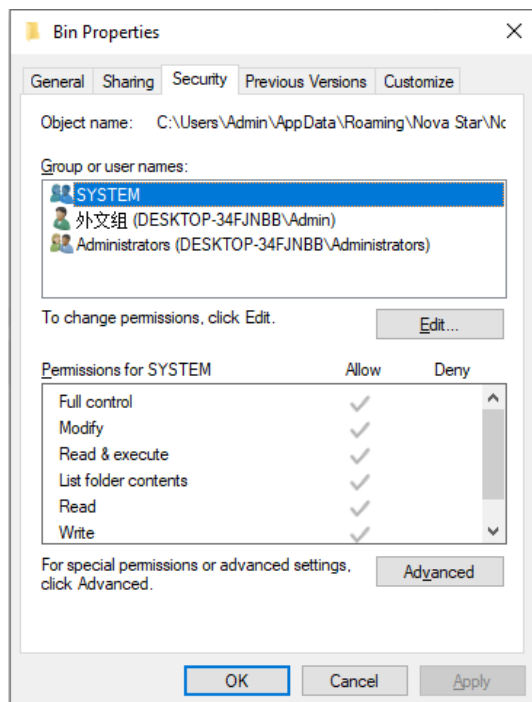 Bin Properties
General Sharing Security Previous Versions Customize
Object name: C:\Users\Admin\AppData\Roaming\Nova Star\Nc
Group or user names:
SYSTEM
外文组 (DESKTOP-34FJNBB\Admin)
Administrators (DESKTOP-34FJNBB\Administrators)
To change permissions, click Edit.
Edit...
Permissions for SYSTEM Allow Deny
Full control
Modify
Read & execute
List folder contents
Read
Write
For special permissions or advanced settings,
click Advanced.
Advanced
OK Cancel Apply